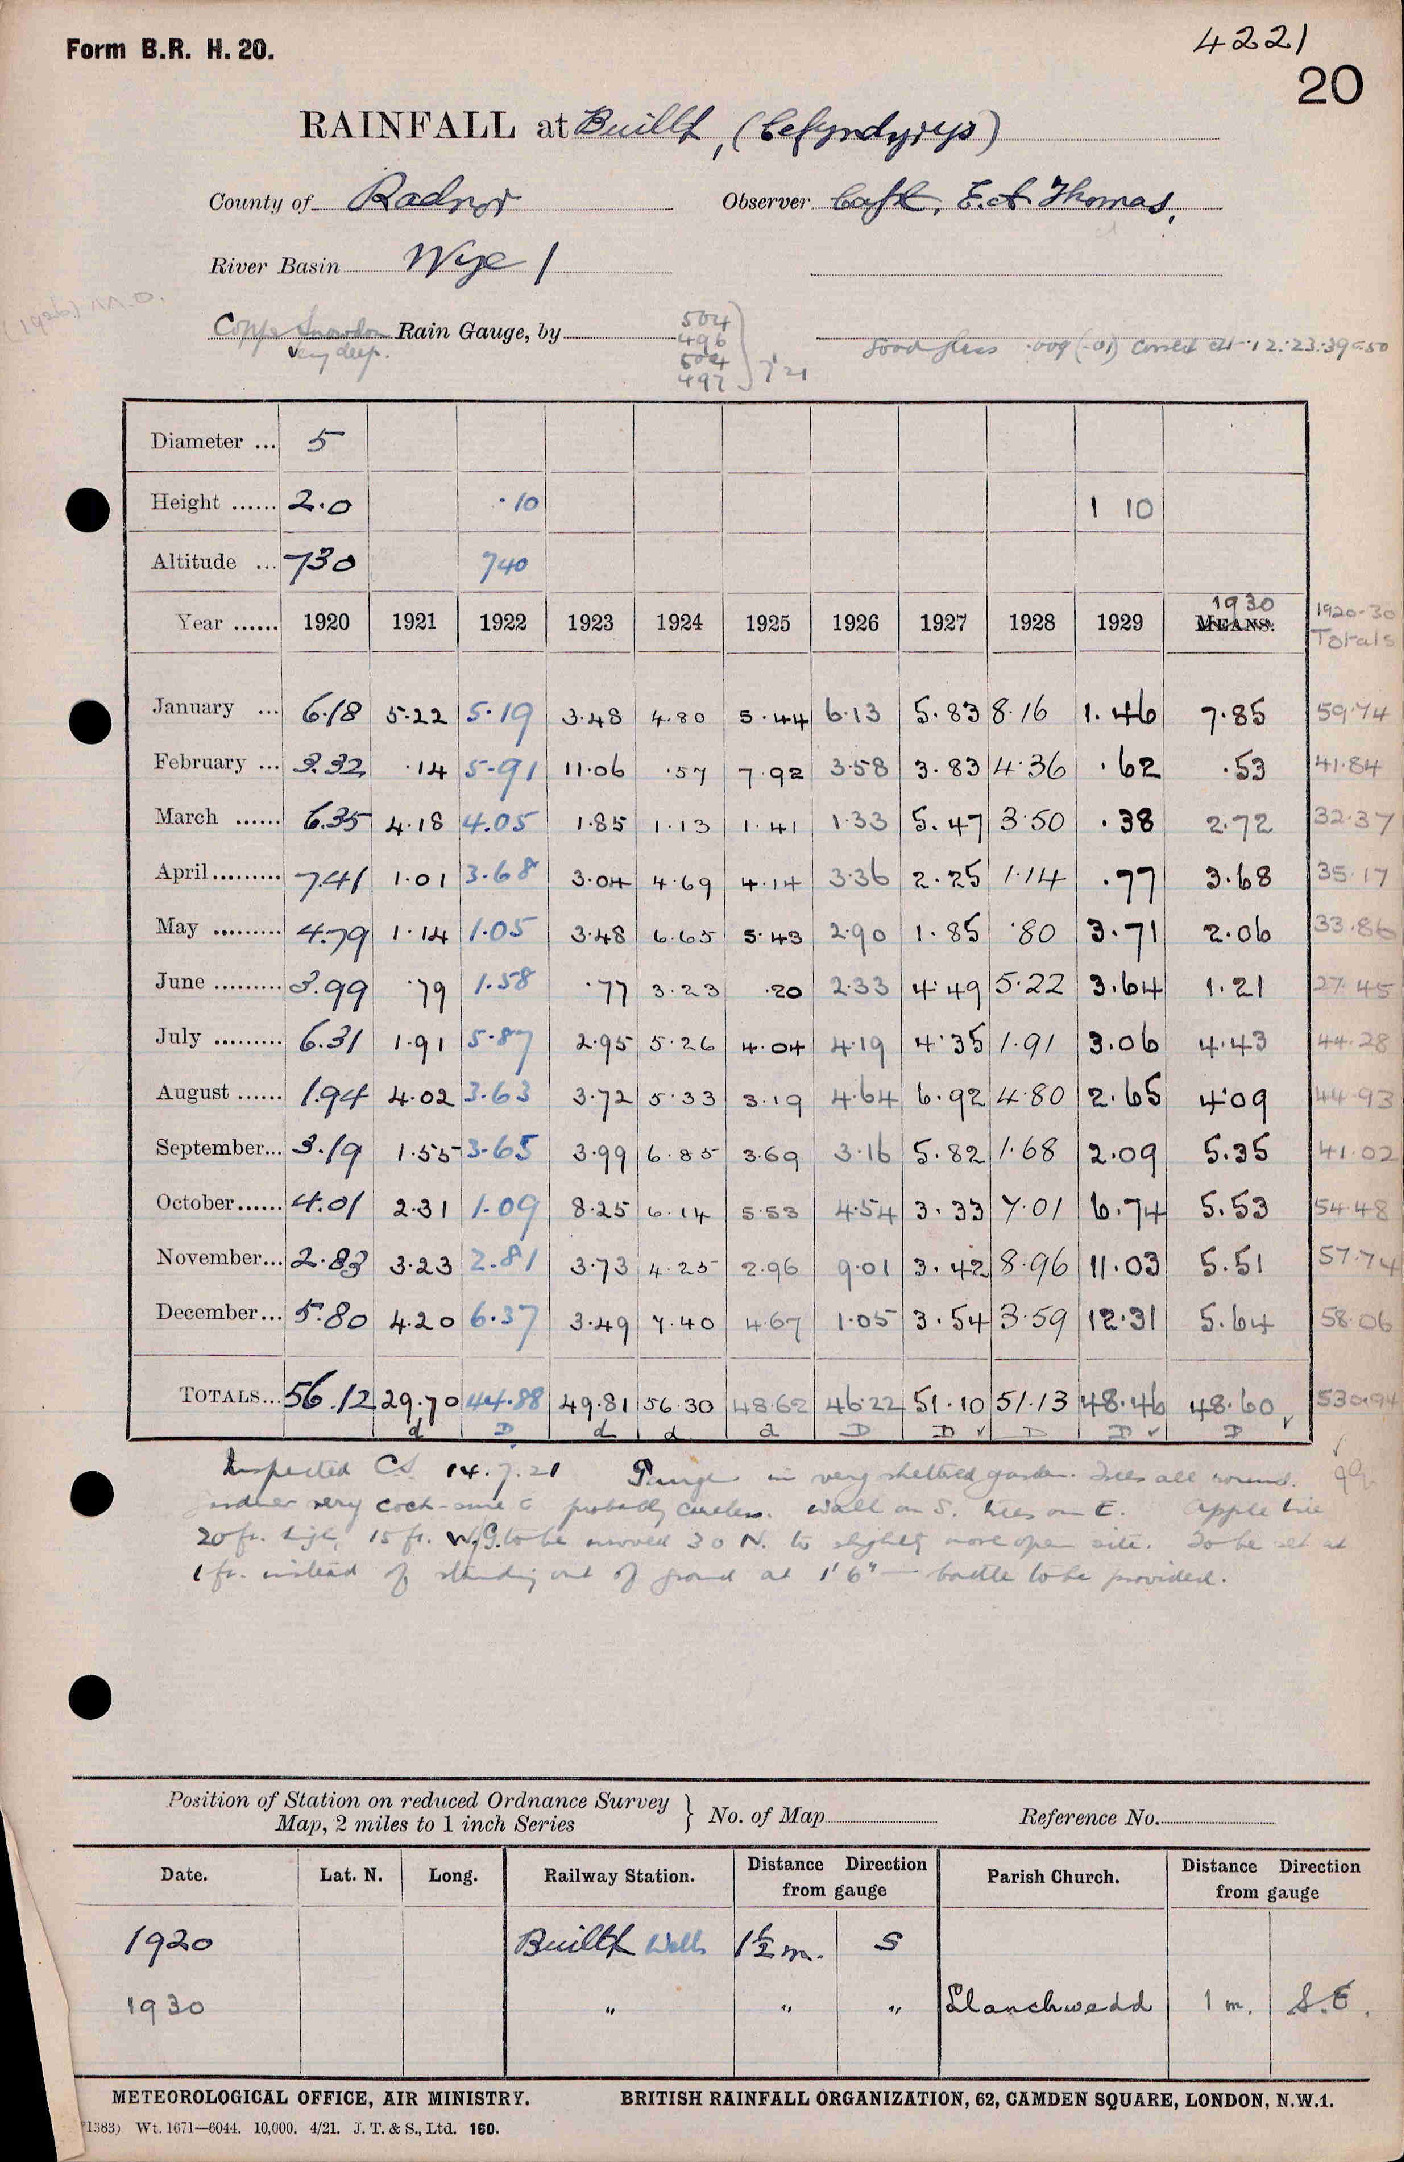 Form B.R. H. 20.
4221
20
RAINFALL at Builth, (Cefyndyrys)
County of Radnor Observer Capt. E. A. Thomas.
River Basin Wye 1
(1926) M.O.
Copper Snowdon Rain Gauge, by
very deep.
504
496
504
497 } 7'21
Good glass .009 (-01) correct at .12.23.39 = 50
Diameter ... 5
Height ...... 2.0 .10 1 10
Altitude ... 730 740
Year ...... 1920 1921 1922 1923 1924 1925 1926 1927 1928 1929 1930 MEANS. 1920-30 Totals
January ... 6.18 5.22 5.19 3.48 4.80 5.44 6.13 5.83 8.16 1.46 7.85 59.74
February ... 3.32 .14 5.91 11.06 .57 7.92 3.58 3.83 4.36 .62 .53 41.84
March ...... 6.35 4.18 4.05 1.85 1.13 1.41 1.33 5.47 3.50 .38 2.72 32.37
April ......... 7.41 1.01 3.68 3.04 4.69 4.14 3.36 2.25 1.14 .77 3.68 35.17
May ......... 4.79 1.14 1.05 3.48 6.65 5.43 2.90 1.85 .80 3.71 2.06 33.86
June ......... 3.99 .79 1.58 .77 3.23 .20 2.33 4.49 5.22 3.64 1.21 27.45
July ......... 6.31 1.91 5.87 2.95 5.26 4.04 4.19 4.35 1.91 3.06 4.43 44.28
August ...... 1.94 4.02 3.63 3.72 5.33 3.19 4.64 6.92 4.80 2.65 4.09 44.93
September... 3.19 1.55 3.65 3.99 6.85 3.69 3.16 5.82 1.68 2.09 5.35 41.02
October...... 4.01 2.31 1.09 8.25 6.14 5.53 4.54 3.33 7.01 6.74 5.53 54.48
November... 2.83 3.23 2.81 3.73 4.25 2.96 9.01 3.42 8.96 11.03 5.51 57.74
December... 5.80 4.20 6.37 3.49 7.40 4.67 1.05 3.54 3.59 12.31 5.64 58.06
TOTALS... 56.12 29.70 44.88 49.81 56.30 48.62 46.22 51.10 51.13 48.46 48.60 530.94
d D d d d D D D D D
Inspected C.S. 14.7.21 Gauge in very sheltered garden. Trees all round.
Gardener very cock-sure & probably careless. Wall on S. trees on E. Apple tree
20 ft. high, 15 ft. W. G. to be moved 30 N. to slightly more open site. To be set at
1 ft. instead of standing out of ground at 1' 6" — bottle to be provided.
Position of Station on reduced Ordnance Survey
Map, 2 miles to 1 inch Series } No. of Map Reference No.
Date. Lat. N. Long. Railway Station. Distance Direction from gauge Parish Church. Distance Direction from gauge
1920 Builth Wells 1½ m. S
1930 " " " Llanelwedd 1 m. S.E.
METEOROLOGICAL OFFICE, AIR MINISTRY. BRITISH RAINFALL ORGANIZATION, 62, CAMDEN SQUARE, LONDON, N.W.1.
1383) Wt. 1671—6044. 10,000. 4/21. J. T. & S., Ltd. 160.